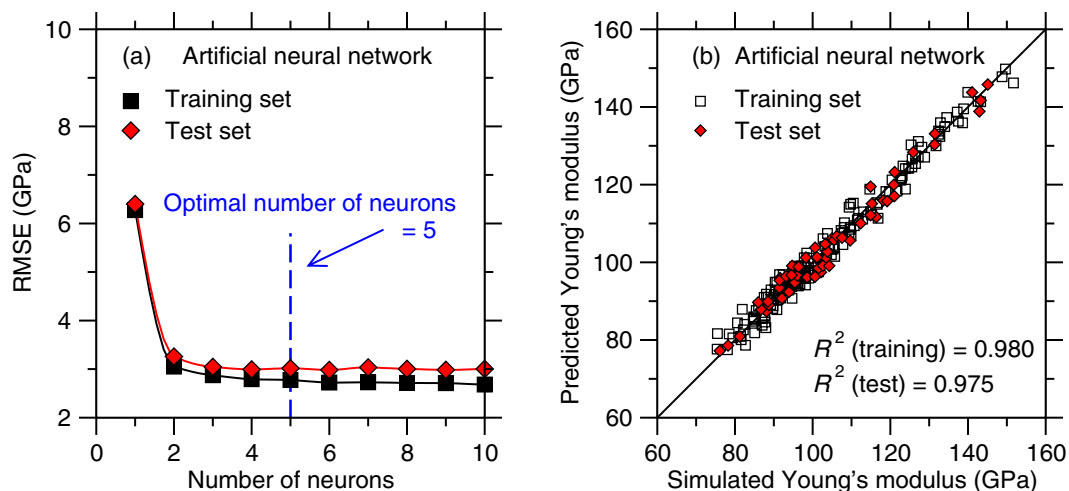 (a) Artificial neural network
Training set
Test set
Optimal number of neurons
= 5
RMSE (GPa)
10
8
6
4
2
0 2 4 6 8 10
Number of neurons
(b) Artificial neural network
Training set
Test set
R² (training) = 0.980
R² (test) = 0.975
Predicted Young's modulus (GPa)
160
140
120
100
80
60
60 80 100 120 140 160
Simulated Young's modulus (GPa)